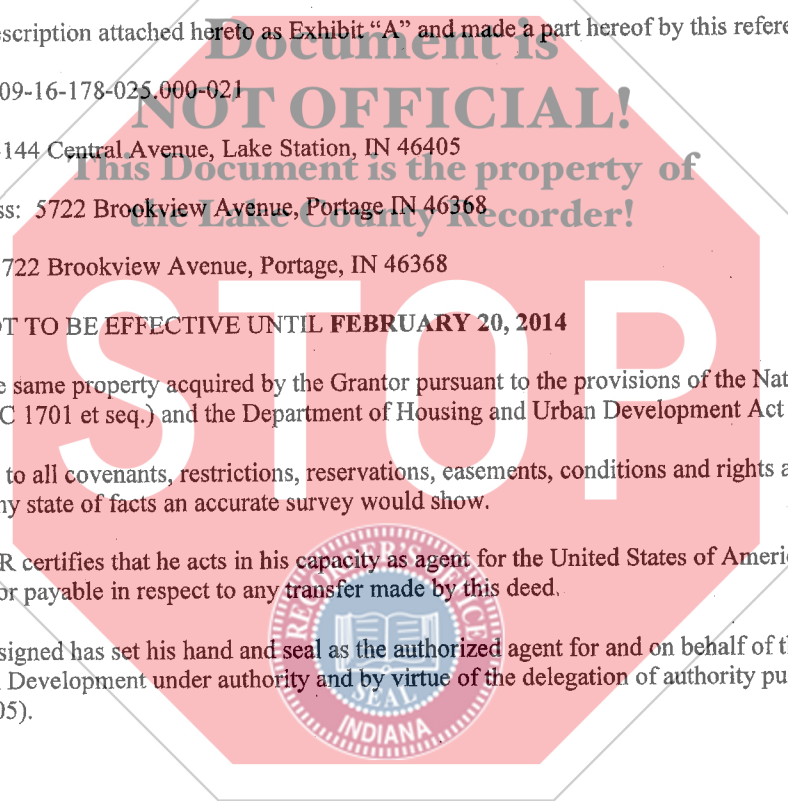 escription attached hereto as Exhibit “A” and made a part hereof by this refere
Document is
09-16-178-025.000-021
NOT OFFICIAL!
144 Central Avenue, Lake Station, IN 46405
This Document is the property of
ss: 5722 Brookview Avenue, Portage IN 46368
the Lake County Recorder!
722 Brookview Avenue, Portage, IN 46368
STOP
OT TO BE EFFECTIVE UNTIL FEBRUARY 20, 2014
e same property acquired by the Grantor pursuant to the provisions of the Nat
C 1701 et seq.) and the Department of Housing and Urban Development Act
to all covenants, restrictions, reservations, easements, conditions and rights a
ny state of facts an accurate survey would show.
R certifies that he acts in his capacity as agent for the United States of Americ
or payable in respect to any transfer made by this deed.
signed has set his hand and seal as the authorized agent for and on behalf of t
Development under authority and by virtue of the delegation of authority pu
05).
RECORDER'S OFFICE
SEAL
INDIANA